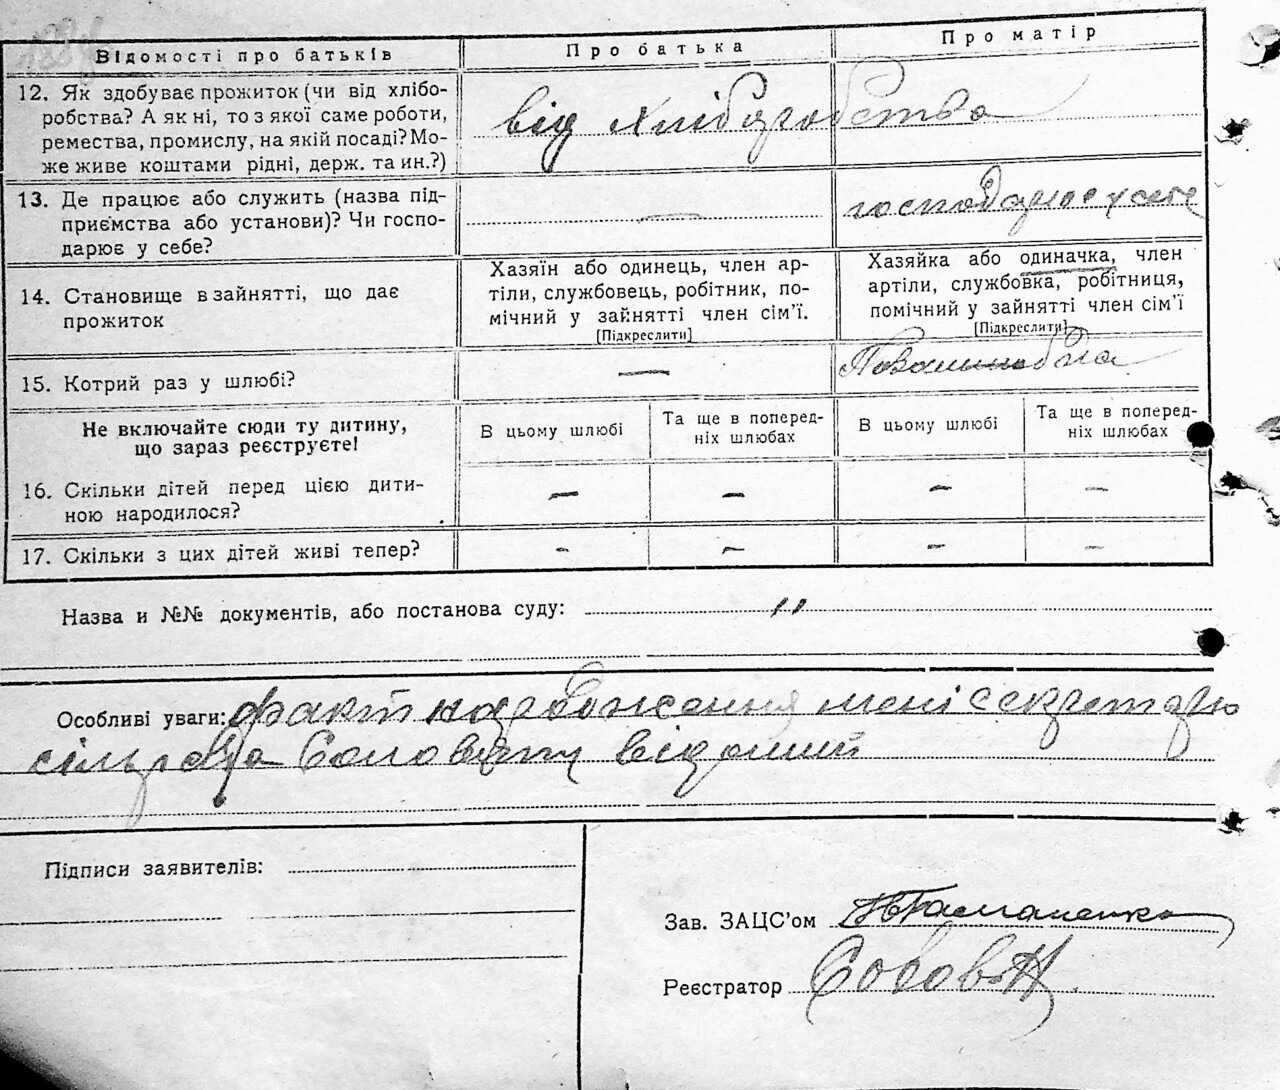 Відомості про батьків
Про батька
Про матір
12. Як здобуває прожиток (чи від хлібо-
робства? А як ні, то з якої саме роботи,
ремества, промислу, на якій посаді? Мо-
же живе коштами рідні, держ. та ин.?)
від хліборобства
13. Де працює або служить (назва під-
приємства або установи)? Чи госпо-
дарює у себе?
—
господарює у себе
14. Становище в зайнятті, що дає
прожиток
Хазяїн або одинець, член ар-
тіли, службовець, робітник, по-
мічний у зайнятті член сім'ї.
[Підкреслити]
Хазяйка або одиначка, член
артіли, службовка, робітниця,
помічний у зайнятті член сім'ї
[Підкреслити]
15. Котрий раз у шлюбі?
—
Не включайте сюди ту дитину,
що зараз реєструєте!
В цьому шлюбі
Та ще в поперед-
ніх шлюбах
В цьому шлюбі
Та ще в поперед-
ніх шлюбах
16. Скільки дітей перед цією дити-
ною народилося?
— — — —
17. Скільки з цих дітей живі тепер?
— — — —
Назва и №№ документів, або постанова суду: "
Особливі уваги: факт народження мені секретарю
сільради відомий
Підписи заявителів:
Зав. ЗАЦС'ом
Реєстратор